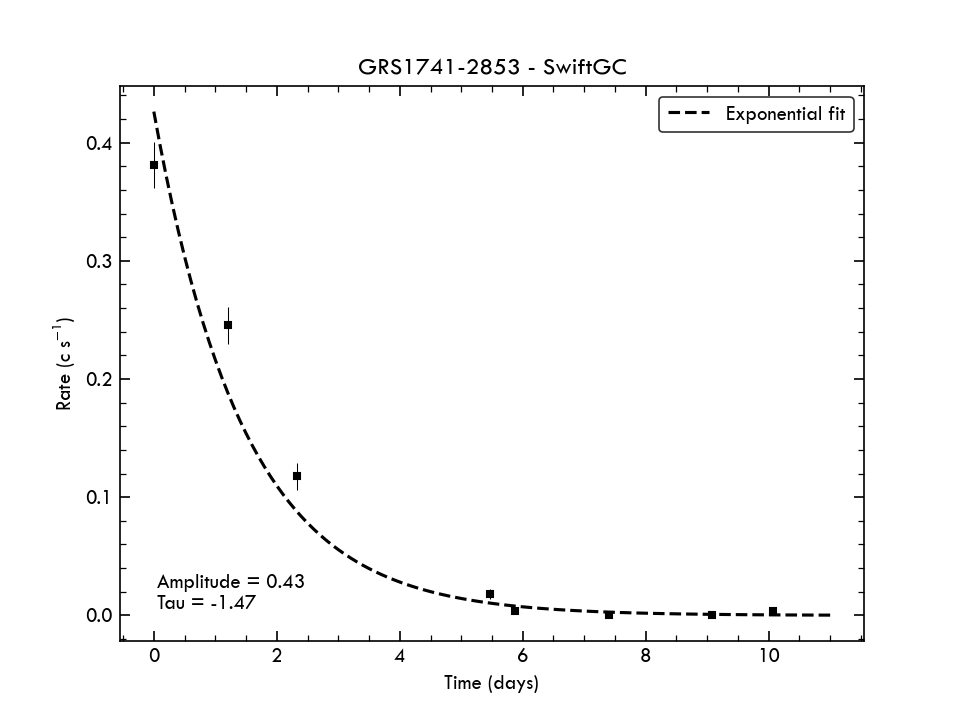 GRS1741-2853 - SwiftGC
Exponential fit
0.4
0.3
0.2
0.1
0.0
Rate (c s⁻¹)
Amplitude = 0.43
Tau = -1.47
0 2 4 6 8 10
Time (days)